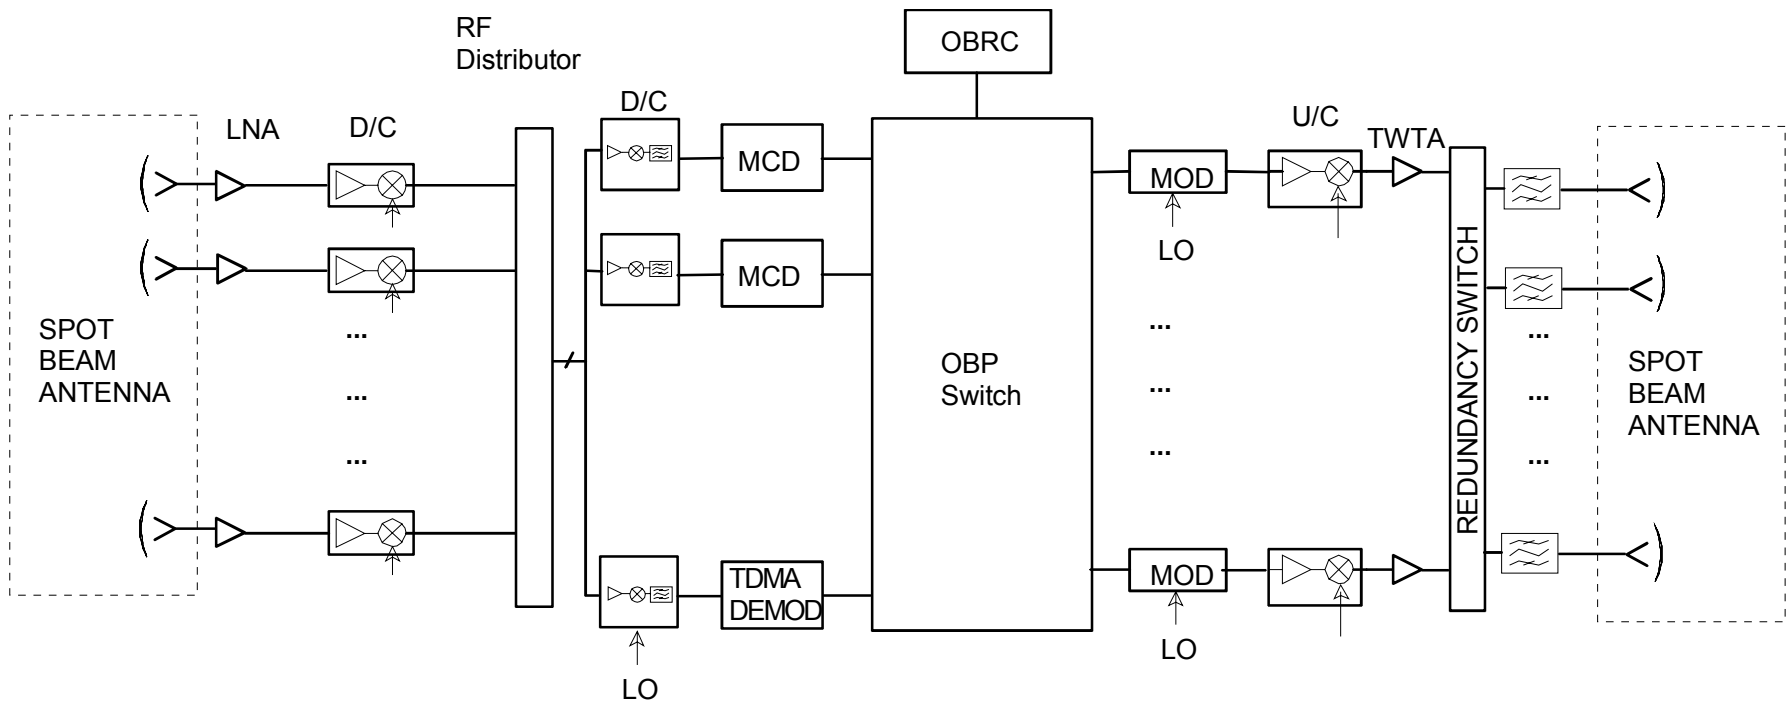 RF
Distributor
OBRC
D/C
U/C
LNA
D/C
TWTA
MCD
MOD
LO
MCD
SPOT
BEAM
ANTENNA
...
...
...
OBP
Switch
...
...
...
REDUNDANCY SWITCH
...
...
...
SPOT
BEAM
ANTENNA
TDMA
DEMOD
MOD
LO
LO